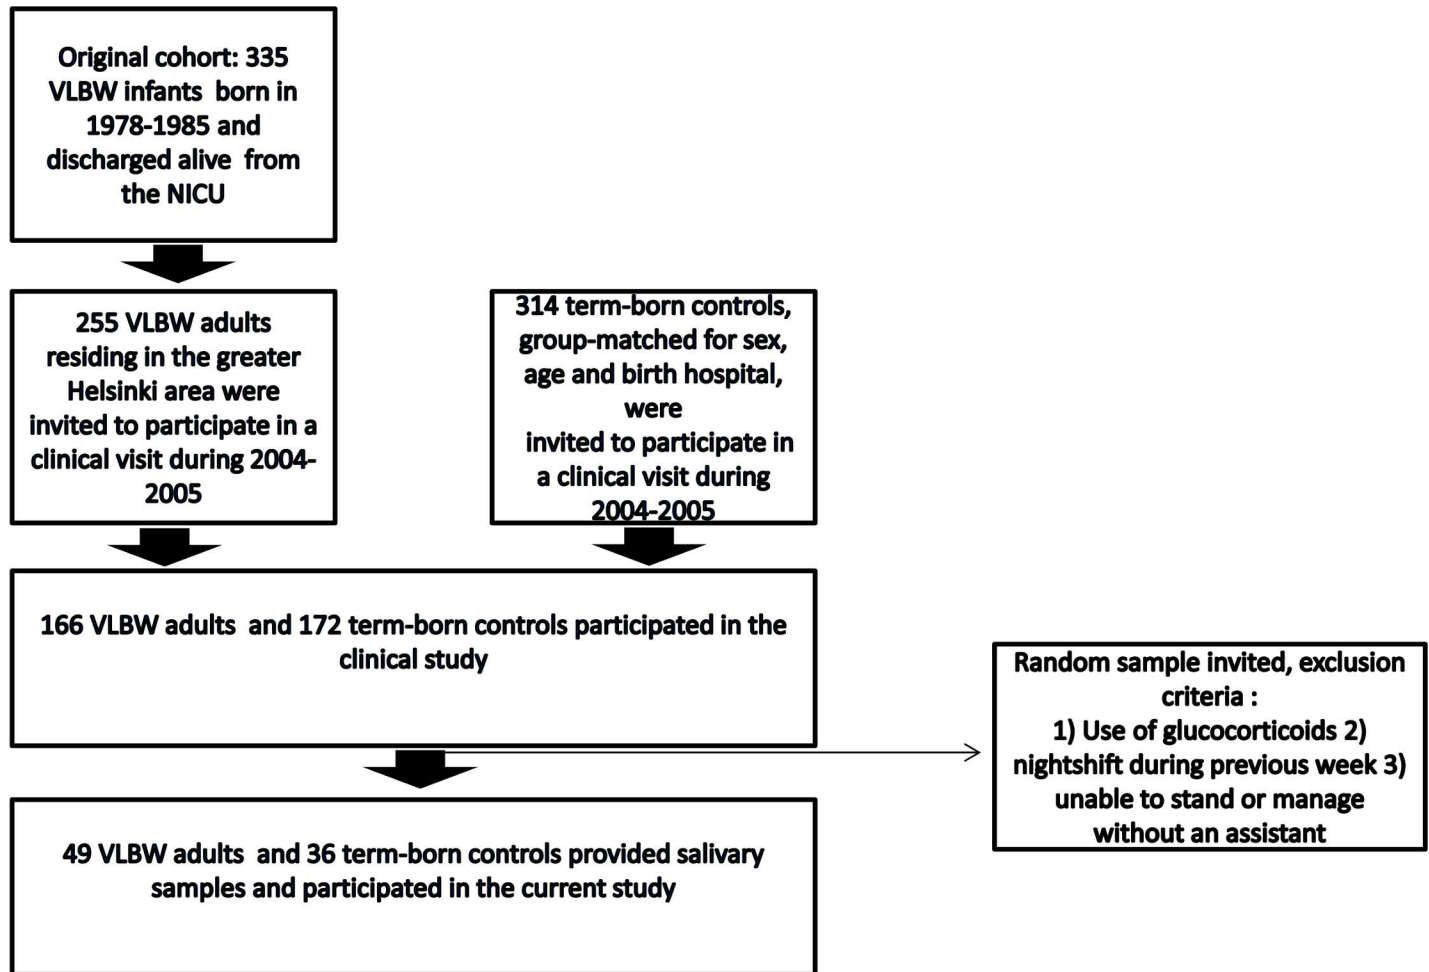 Original cohort: 335
VLBW infants born in
1978-1985 and
discharged alive from
the NICU
255 VLBW adults
residing in the greater
Helsinki area were
invited to participate in a
clinical visit during 2004-
2005
314 term-born controls,
group-matched for sex,
age and birth hospital,
were
invited to participate in
a clinical visit during
2004-2005
166 VLBW adults and 172 term-born controls participated in the
clinical study
Random sample invited, exclusion
criteria :
1) Use of glucocorticoids 2)
nightshift during previous week 3)
unable to stand or manage
without an assistant
49 VLBW adults and 36 term-born controls provided salivary
samples and participated in the current study